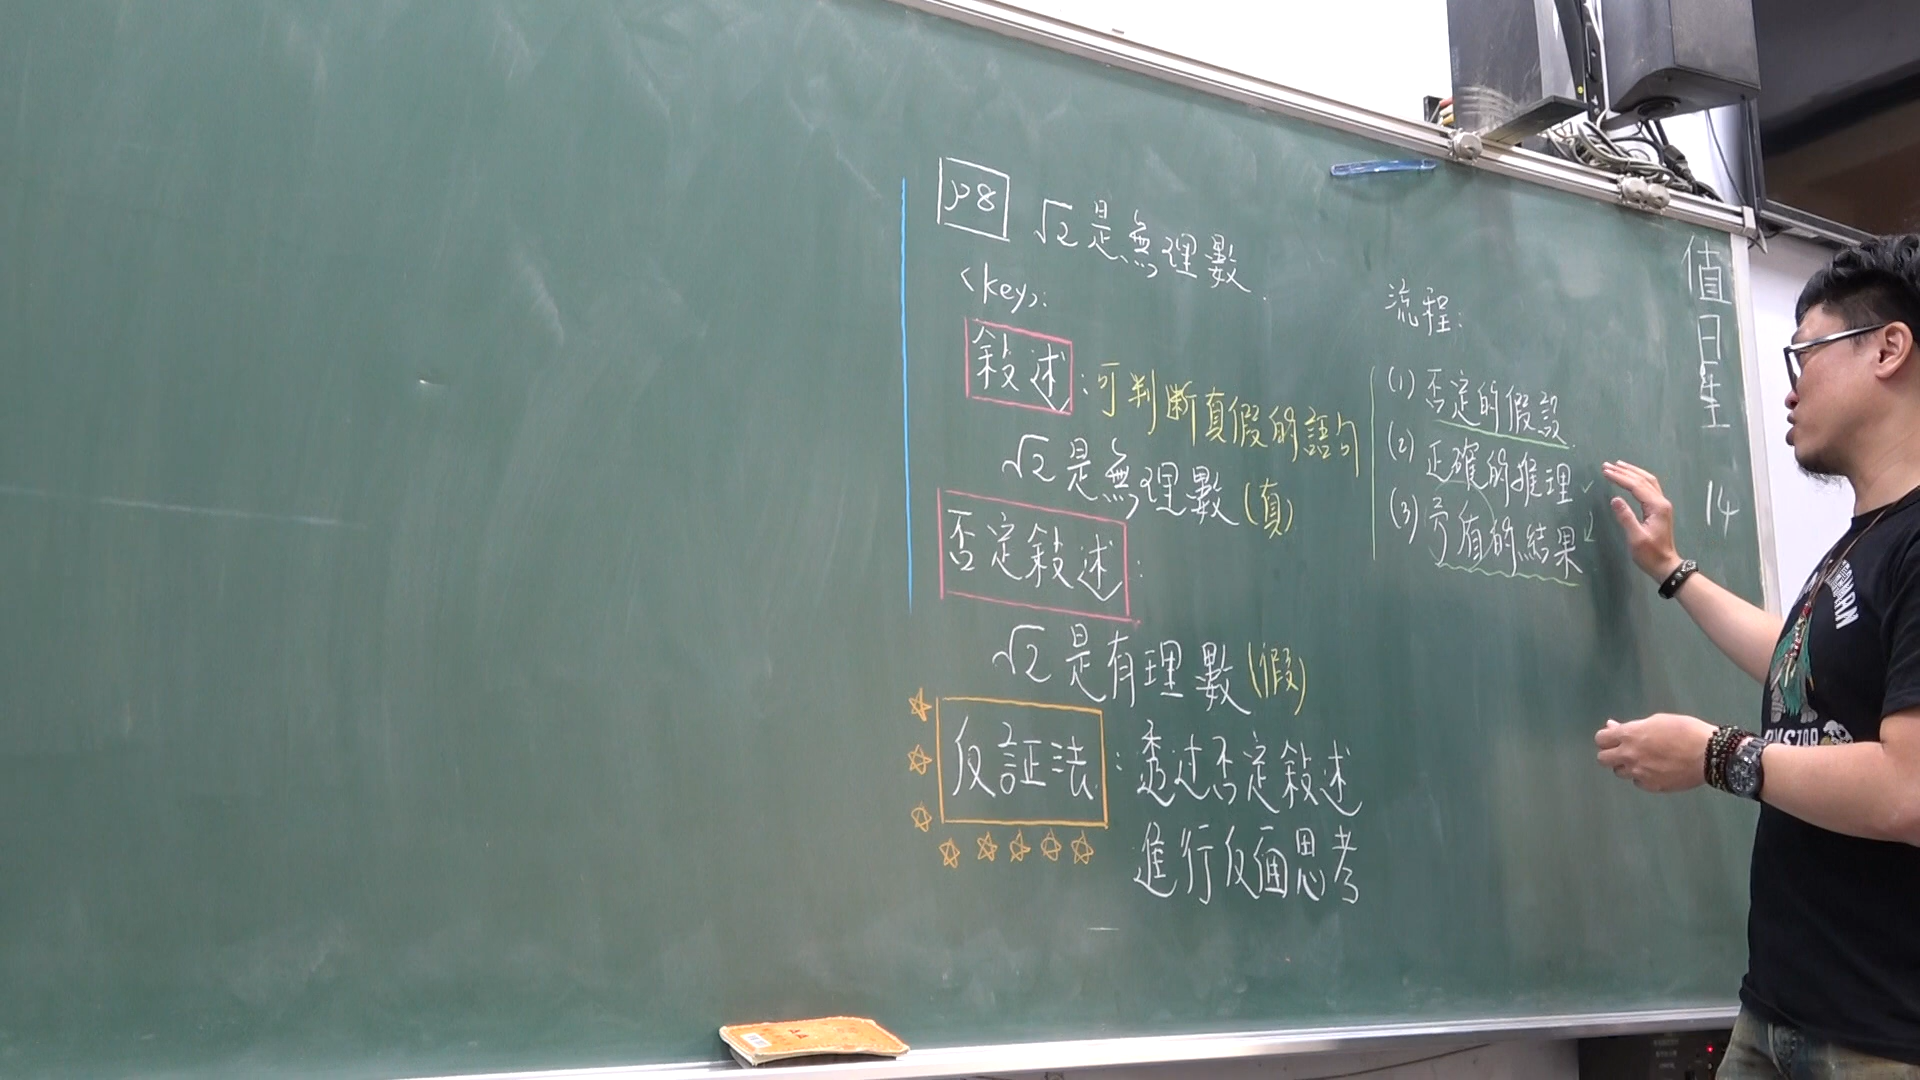 P8
√2是無理數.
<key>:
敘述:可判斷真假的語句
√2是無理數(真)
否定敘述:
√2是有理數(假)
反証法:透过否定敘述
進行反面思考
流程:
(1) 否定的假設.
(2) 正確的推理✓
(3) 矛盾的結果✓
值日生
14